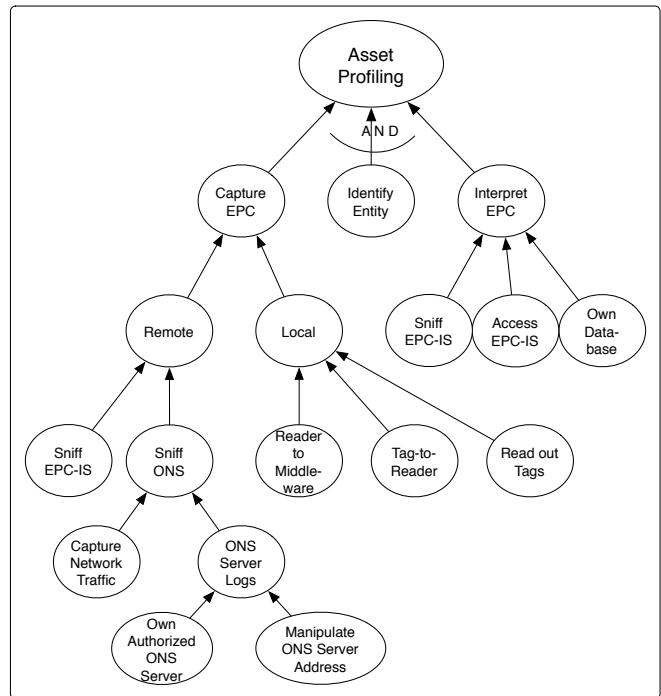 Asset
Profiling
A N D
Capture
EPC
Identify
Entity
Interpret
EPC
Remote
Local
Sniff
EPC-IS
Access
EPC-IS
Own
Data-
base
Sniff
EPC-IS
Sniff
ONS
Reader
to
Middle-
ware
Tag-to-
Reader
Read out
Tags
Capture
Network
Traffic
ONS
Server
Logs
Own
Authorized
ONS
Server
Manipulate
ONS Server
Address